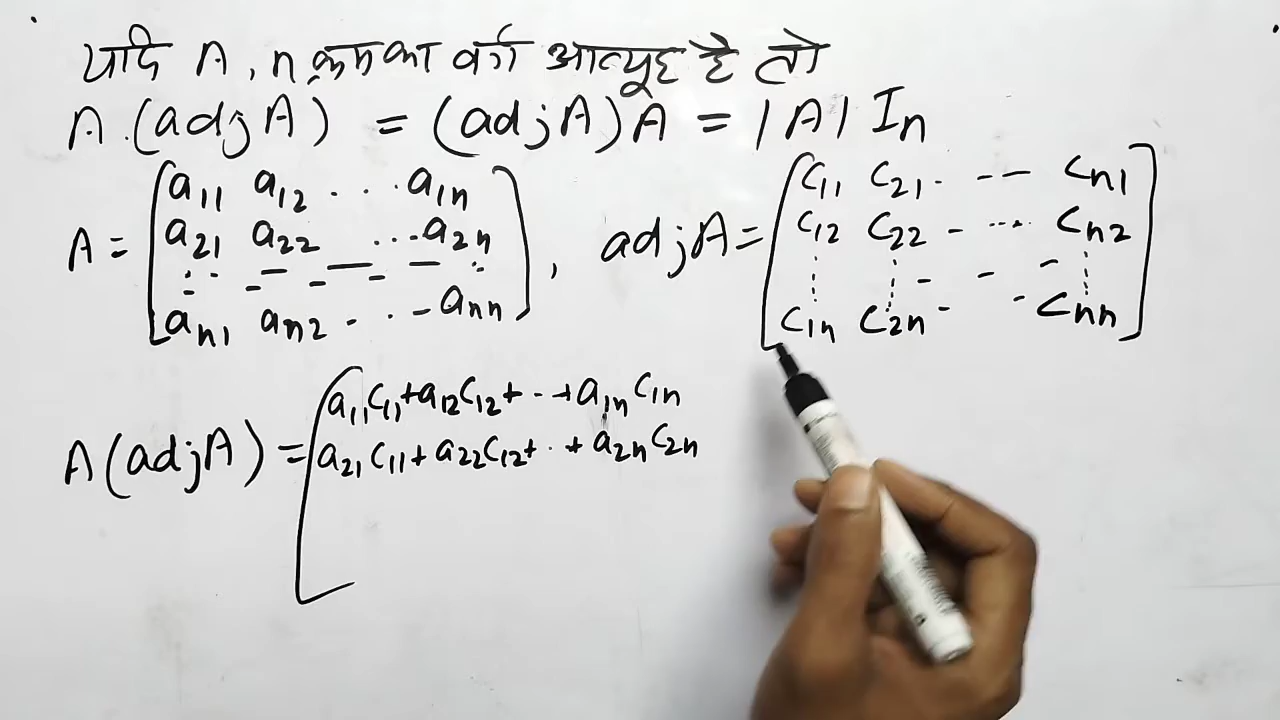 यदि A, n क्रम का वर्ग आव्यूह है तो
A.(adjA) = (adjA)A = |A| In
A = [a11 a12 . . . a1n
a21 a22 ... a2n
an1 an2 - . . - ann] , adjA = [c11 c21 . - -- cn1
c12 c22 - .... cn2
c1n c2n - . - cnn]
A(adjA) = [a11c11+a12c12+ . . +a1nc1n
a21c11+a22c12+ . . + a2nc2n